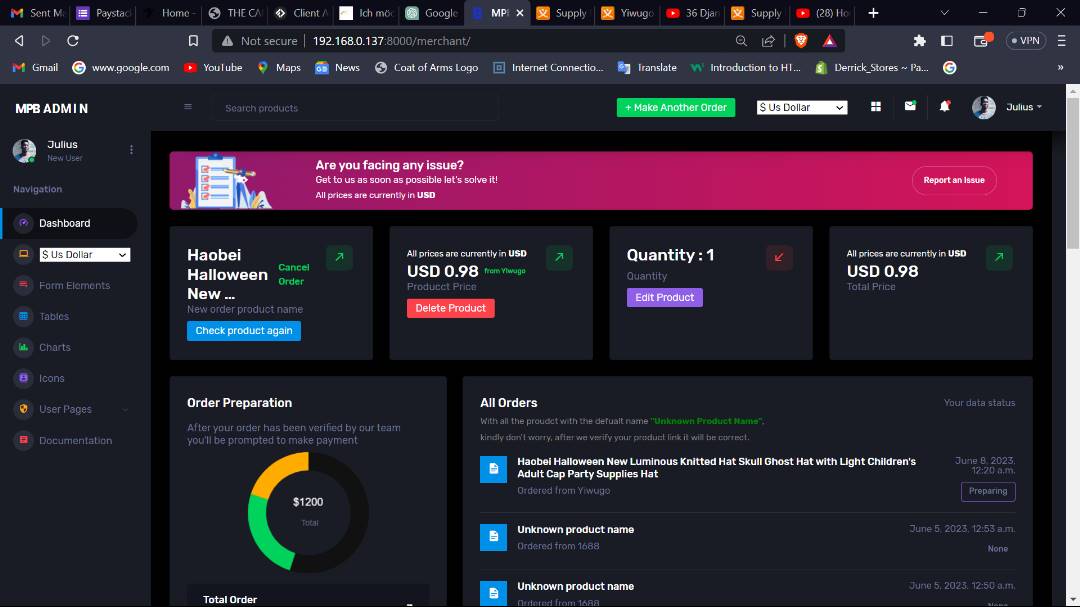 Sent Ma
Paystac
Home -
THE CAI
Client A
Ich möc
Google
MPI
Supply
Yiwugo
36 Djan
Supply
(28) Ho
Not secure
192.168.0.137:8000/merchant/
VPN
Gmail
www.google.com
YouTube
Maps
News
Coat of Arms Logo
Internet Connectio...
Translate
Introduction to HT...
Derrick_Stores ~ Pa...
MPB ADMIN
Search products
+ Make Another Order
$ Us Dollar
Julius
Julius
New User
Navigation
Dashboard
$ Us Dollar
Form Elements
Tables
Charts
Icons
User Pages
Documentation
Are you facing any issue?
Get to us as soon as possible let's solve it!
All prices are currently in USD
Report an Issue
Haobei
Halloween
New ...
Cancel
Order
New order product name
Check product again
All prices are currently in USD
USD 0.98 from Yiwugo
Producct Price
Delete Product
Quantity : 1
Quantity
Edit Product
All prices are currently in USD
USD 0.98
Total Price
Order Preparation
After your order has been verified by our team
you'll be prompted to make payment
$1200
Total
Total Order
All Orders
Your data status
With all the proudct with the defualt name "Unknown Product Name",
kindly don't worry, after we verify your product link it will be correct.
Haobei Halloween New Luminous Knitted Hat Skull Ghost Hat with Light Children's
Adult Cap Party Supplies Hat
Ordered from Yiwugo
June 8, 2023,
12:20 a.m.
Preparing
Unknown product name
Ordered from 1688
June 5, 2023, 12:53 a.m.
None
Unknown product name
Ordered from 1688
June 5, 2023, 12:50 a.m.
None